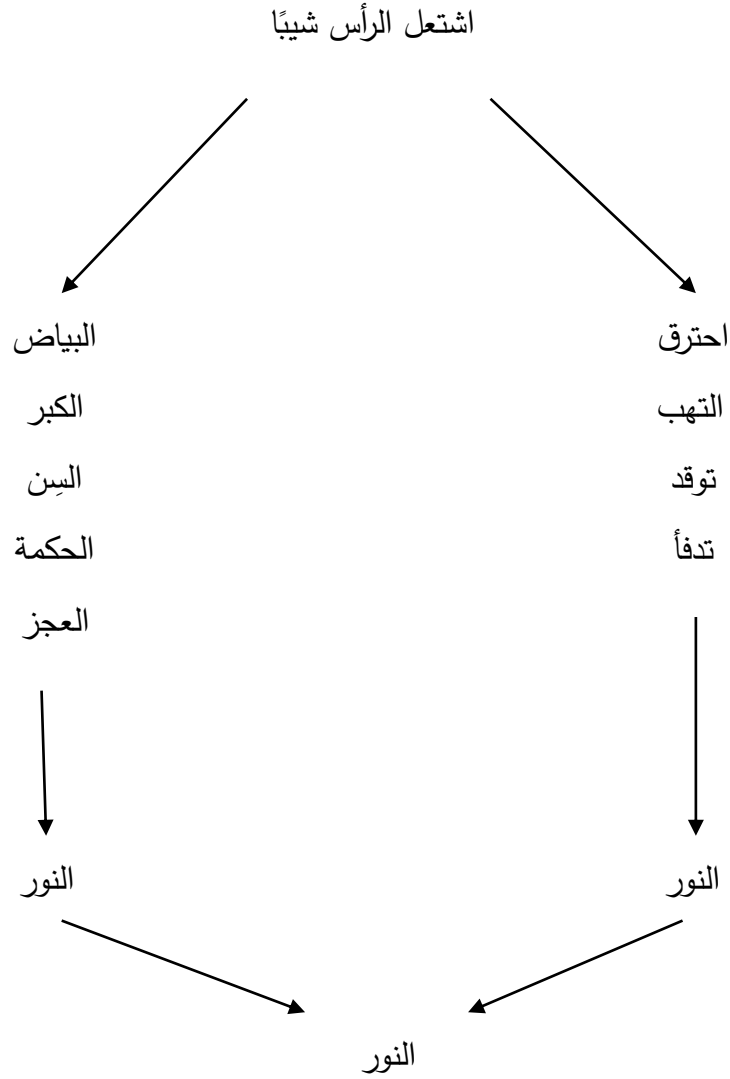 اشتعل الرأس شيبًا
احترق
التهب
توقد
تدفأ
النور
البياض
الكبر
السِن
الحكمة
العجز
النور
النور